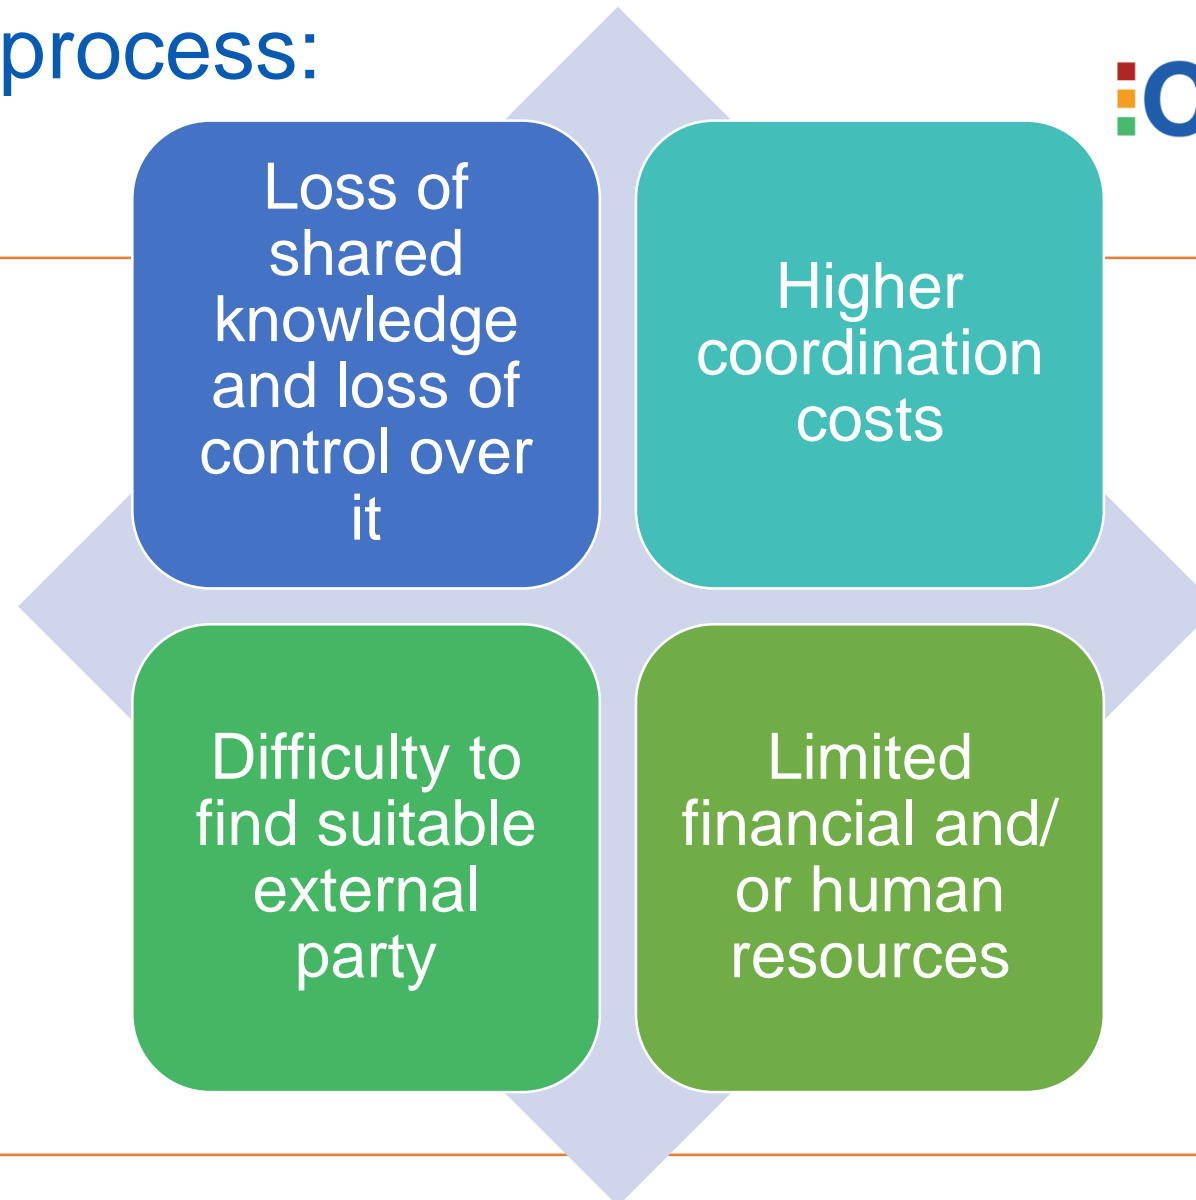 process:
Loss of
shared
knowledge
and loss of
control over
it
Higher
coordination
costs
Difficulty to
find suitable
external
party
Limited
financial and/
or human
resources